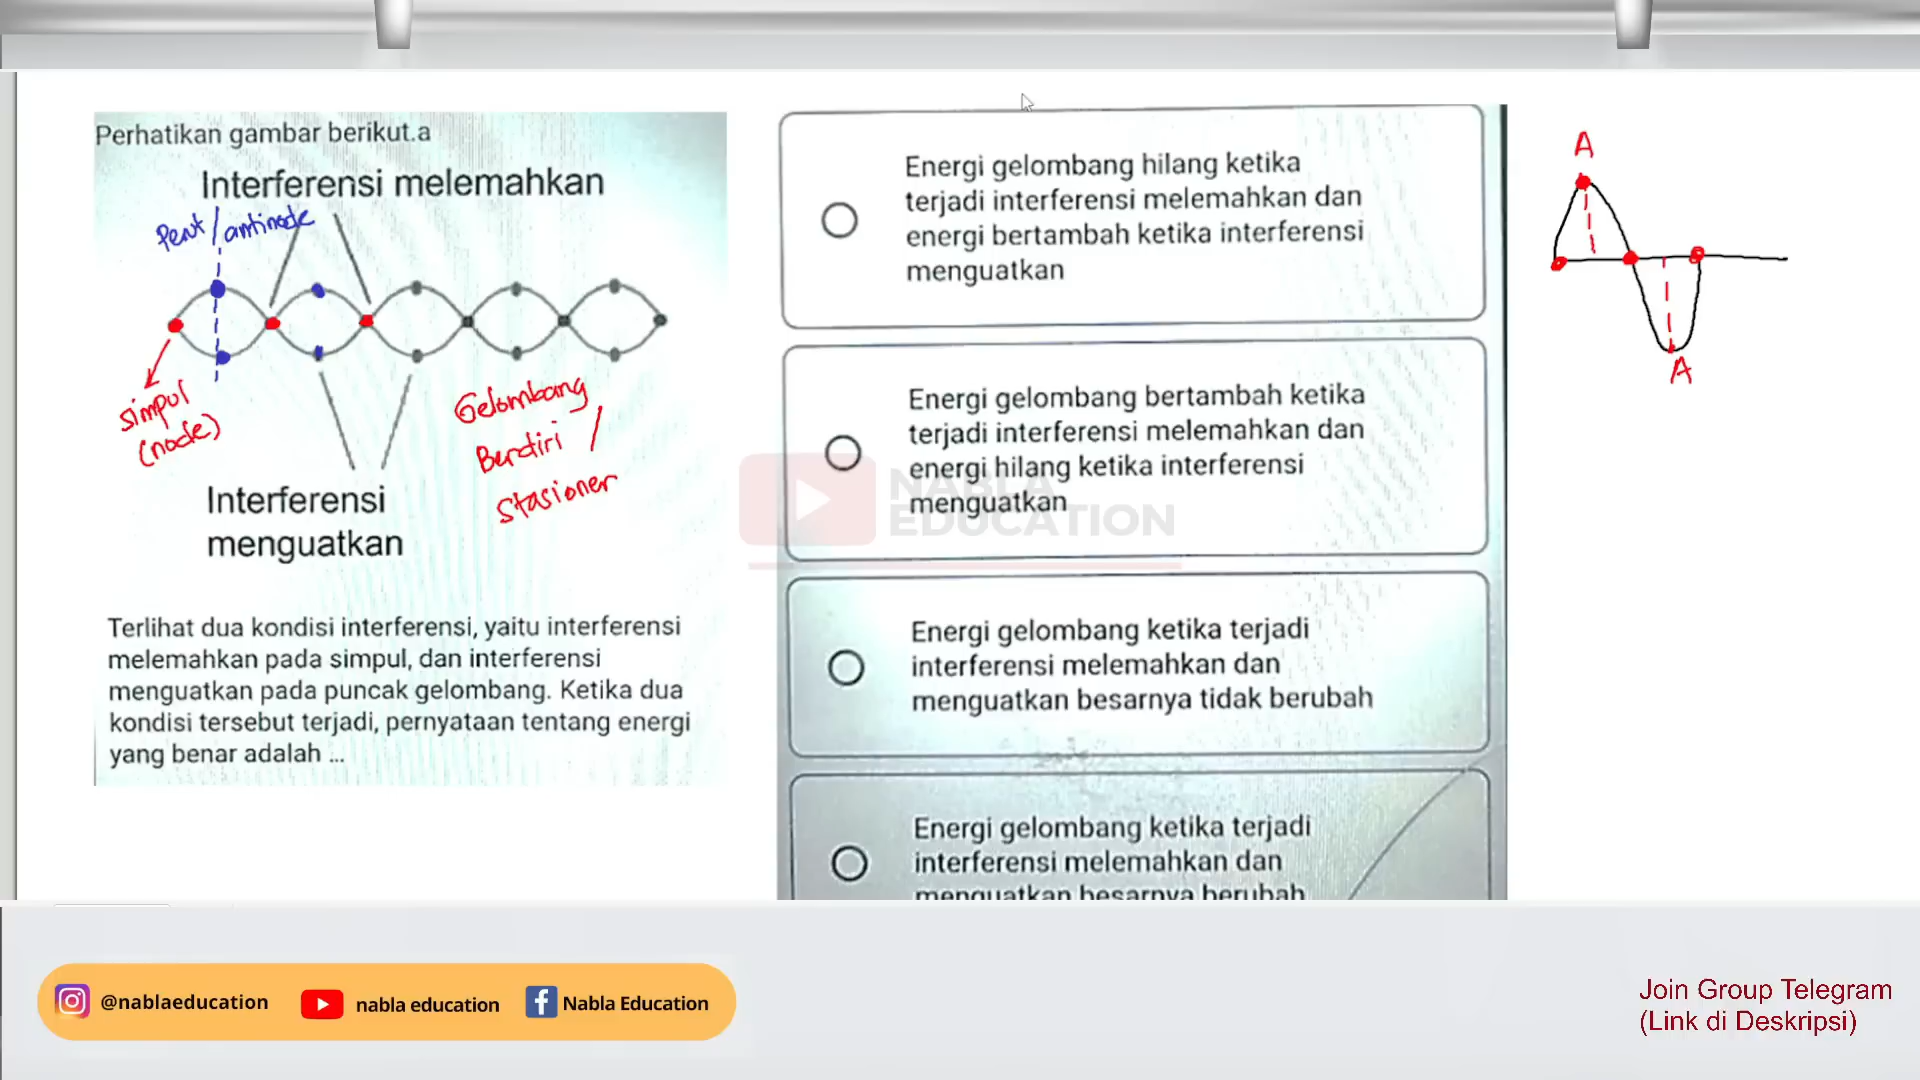 Perhatikan gambar berikut.a
Interferensi melemahkan
Perut / antinode
simpul
(node)
Gelombang
Berdiri /
Stasioner
Interferensi
menguatkan
Terlihat dua kondisi interferensi, yaitu interferensi
melemahkan pada simpul, dan interferensi
menguatkan pada puncak gelombang. Ketika dua
kondisi tersebut terjadi, pernyataan tentang energi
yang benar adalah ...
Energi gelombang hilang ketika
terjadi interferensi melemahkan dan
energi bertambah ketika interferensi
menguatkan
Energi gelombang bertambah ketika
terjadi interferensi melemahkan dan
energi hilang ketika interferensi
menguatkan
NABLA
EDUCATION
Energi gelombang ketika terjadi
interferensi melemahkan dan
menguatkan besarnya tidak berubah
Energi gelombang ketika terjadi
interferensi melemahkan dan
menguatkan besarnya berubah
A
A
@nablaeducation
nabla education
Nabla Education
Join Group Telegram
(Link di Deskripsi)